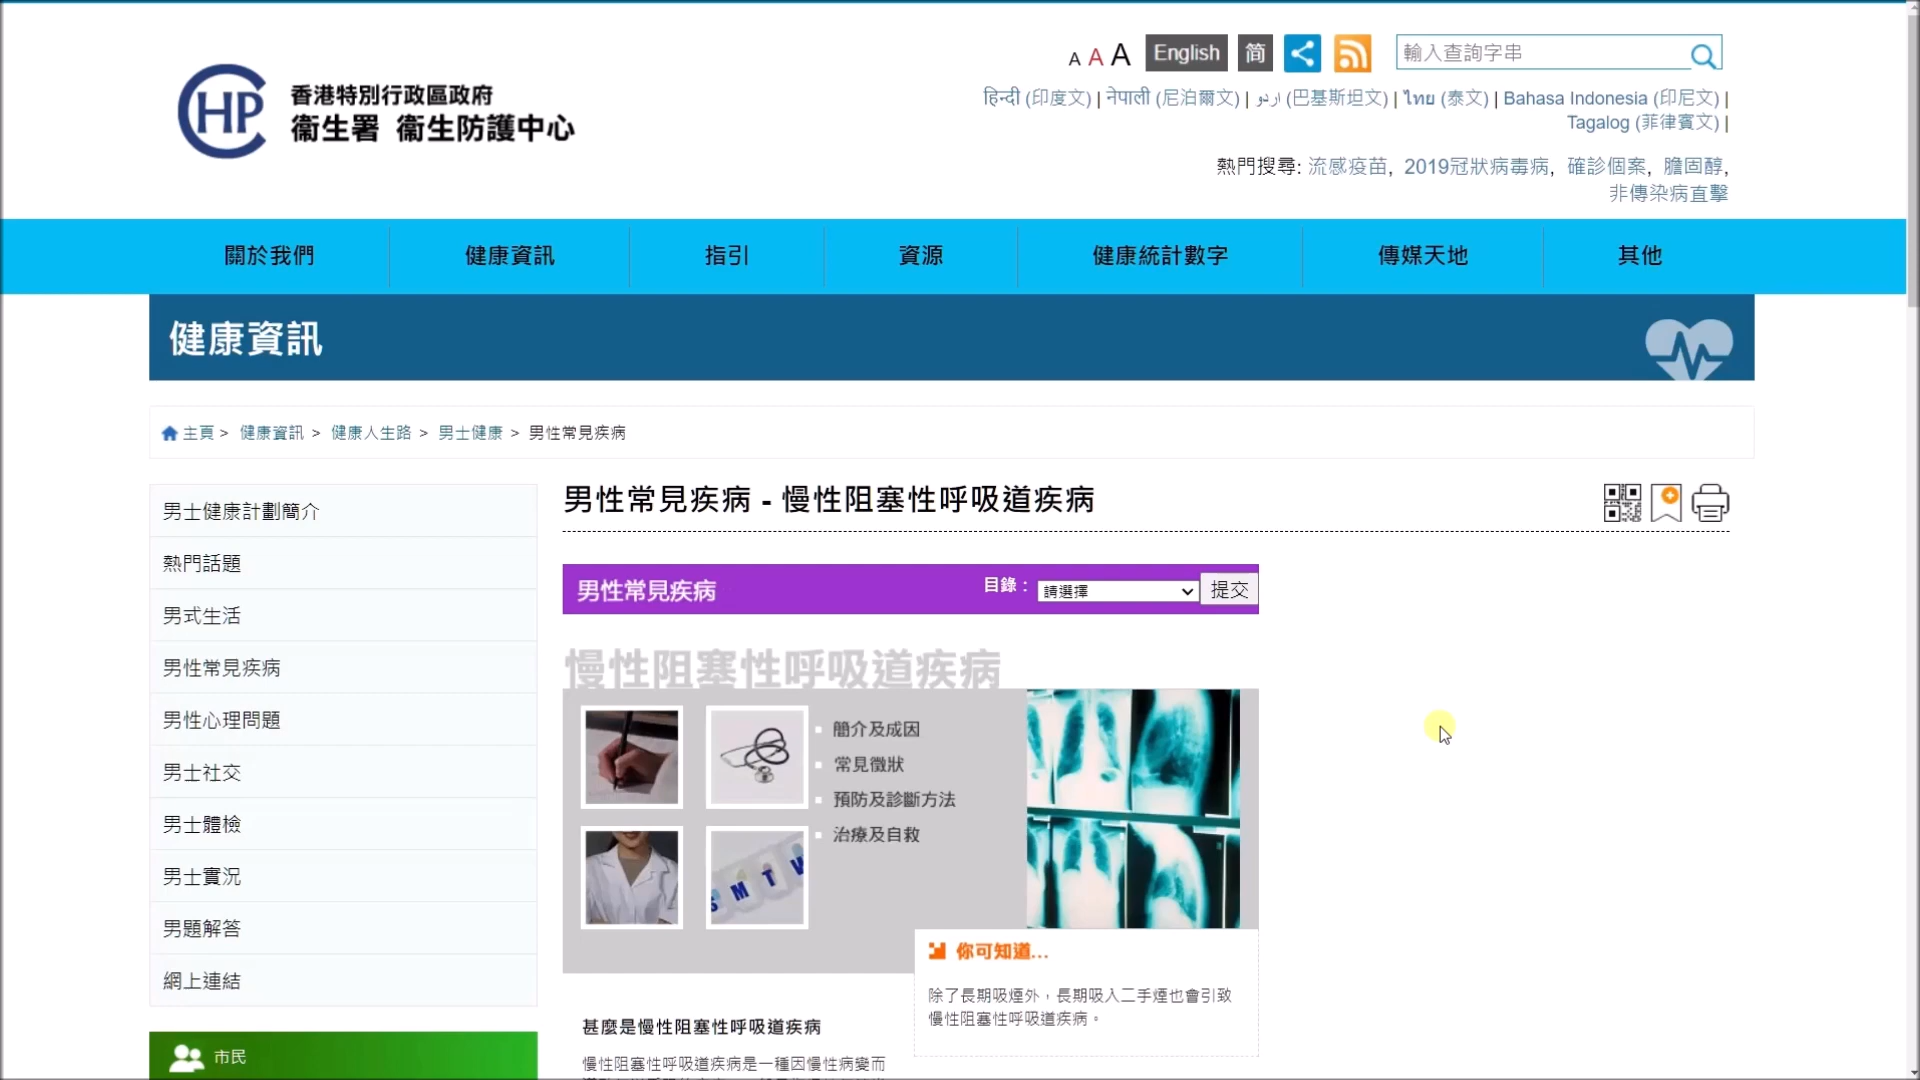 香港特別行政區政府
衞生署 衞生防護中心
A A A English 简
輸入查詢字串
हिन्दी (印度文) | नेपाली (尼泊爾文) | اردو (巴基斯坦文) | ไทย (泰文) | Bahasa Indonesia (印尼文) |
Tagalog (菲律賓文) |
熱門搜尋: 流感疫苗, 2019冠狀病毒病, 確診個案, 膽固醇,
非傳染病直擊
關於我們 健康資訊 指引 資源 健康統計數字 傳媒天地 其他
健康資訊
主頁 > 健康資訊 > 健康人生路 > 男士健康 > 男性常見疾病
男士健康計劃簡介
熱門話題
男式生活
男性常見疾病
男性心理問題
男士社交
男士體檢
男士實況
男題解答
網上連結
市民
男性常見疾病 - 慢性阻塞性呼吸道疾病
男性常見疾病
目錄：
請選擇
提交
慢性阻塞性呼吸道疾病
簡介及成因
常見徵狀
預防及診斷方法
治療及自救
S M T W
你可知道...
除了長期吸煙外，長期吸入二手煙也會引致
慢性阻塞性呼吸道疾病。
甚麼是慢性阻塞性呼吸道疾病
慢性阻塞性呼吸道疾病是一種因慢性病變而